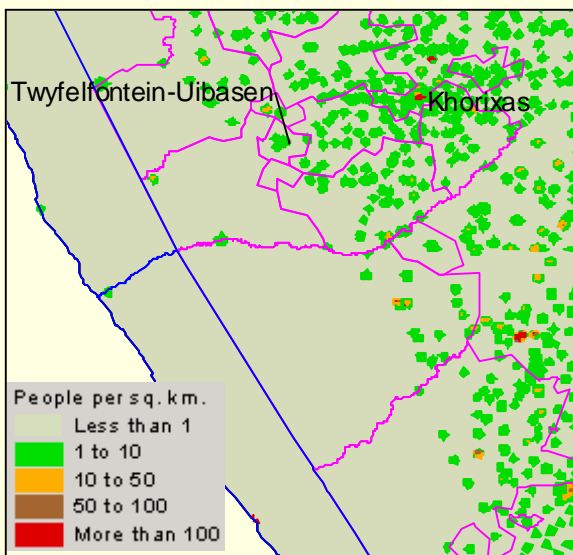 Twyfelfontein-Uibasen
Khorixas
People per sq. km.
Less than 1
1 to 10
10 to 50
50 to 100
More than 100